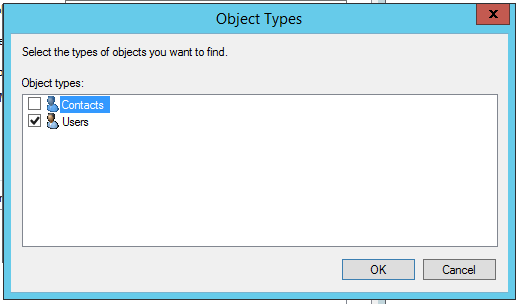 Object Types
x
Select the types of objects you want to find.
Object types:
Contacts
Users
OK
Cancel